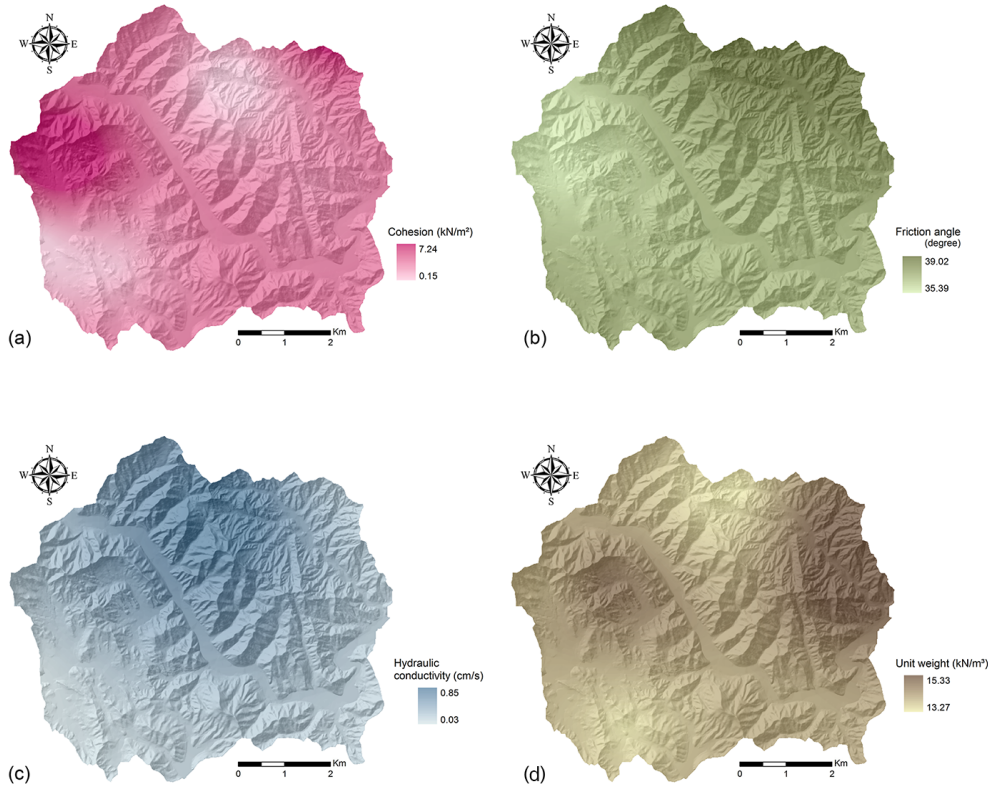 N
W E
S
Cohesion (kN/m²)
7.24
0.15
Km
0 1 2
(a)
N
W E
S
Friction angle
(degree)
39.02
35.39
Km
0 1 2
(b)
N
W E
S
Hydraulic
conductivity (cm/s)
0.85
0.03
Km
0 1 2
(c)
N
W E
S
Unit weight (kN/m³)
15.33
13.27
Km
0 1 2
(d)